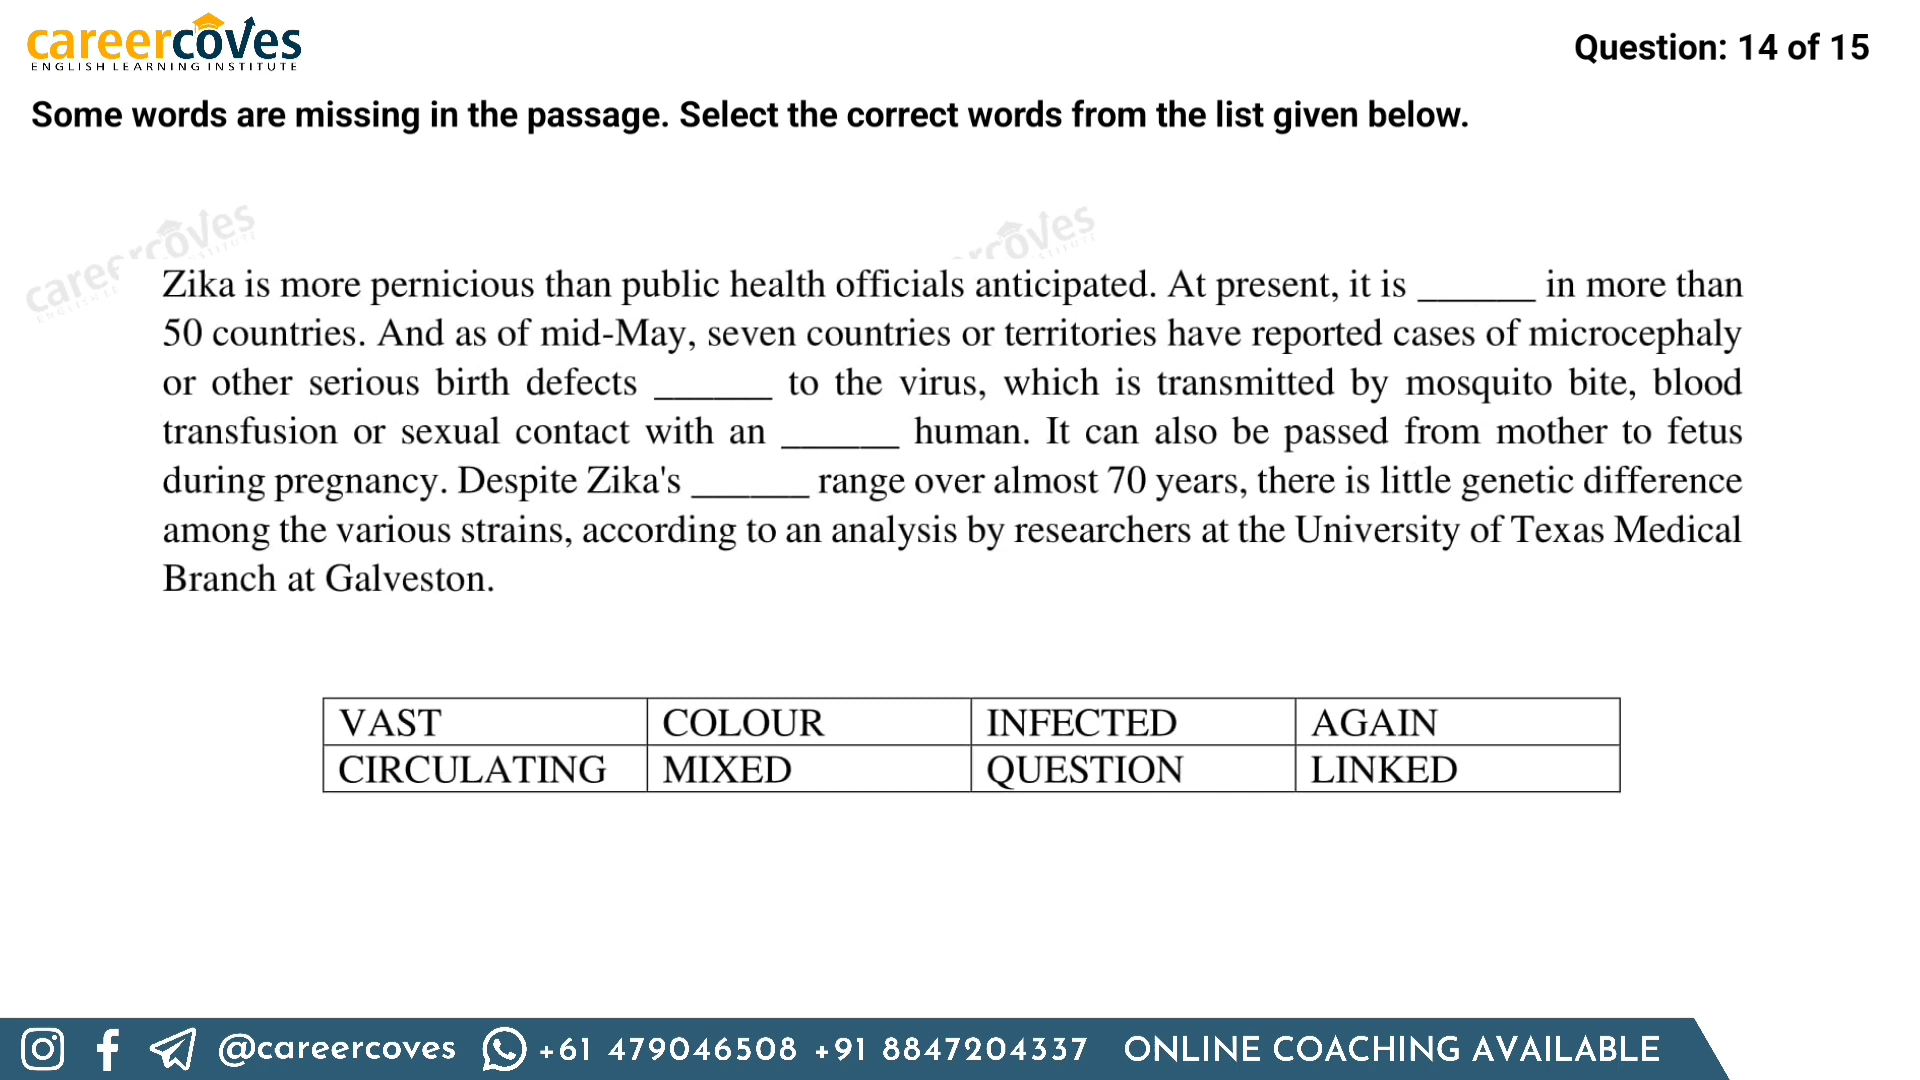 careercoves
ENGLISH LEARNING INSTITUTE
Question: 14 of 15
Some words are missing in the passage. Select the correct words from the list given below.
Zika is more pernicious than public health officials anticipated. At present, it is ______ in more than
50 countries. And as of mid-May, seven countries or territories have reported cases of microcephaly
or other serious birth defects ______ to the virus, which is transmitted by mosquito bite, blood
transfusion or sexual contact with an ______ human. It can also be passed from mother to fetus
during pregnancy. Despite Zika's ______ range over almost 70 years, there is little genetic difference
among the various strains, according to an analysis by researchers at the University of Texas Medical
Branch at Galveston.
VAST COLOUR INFECTED AGAIN
CIRCULATING MIXED QUESTION LINKED
@careercoves +61 479046508 +91 8847204337 ONLINE COACHING AVAILABLE